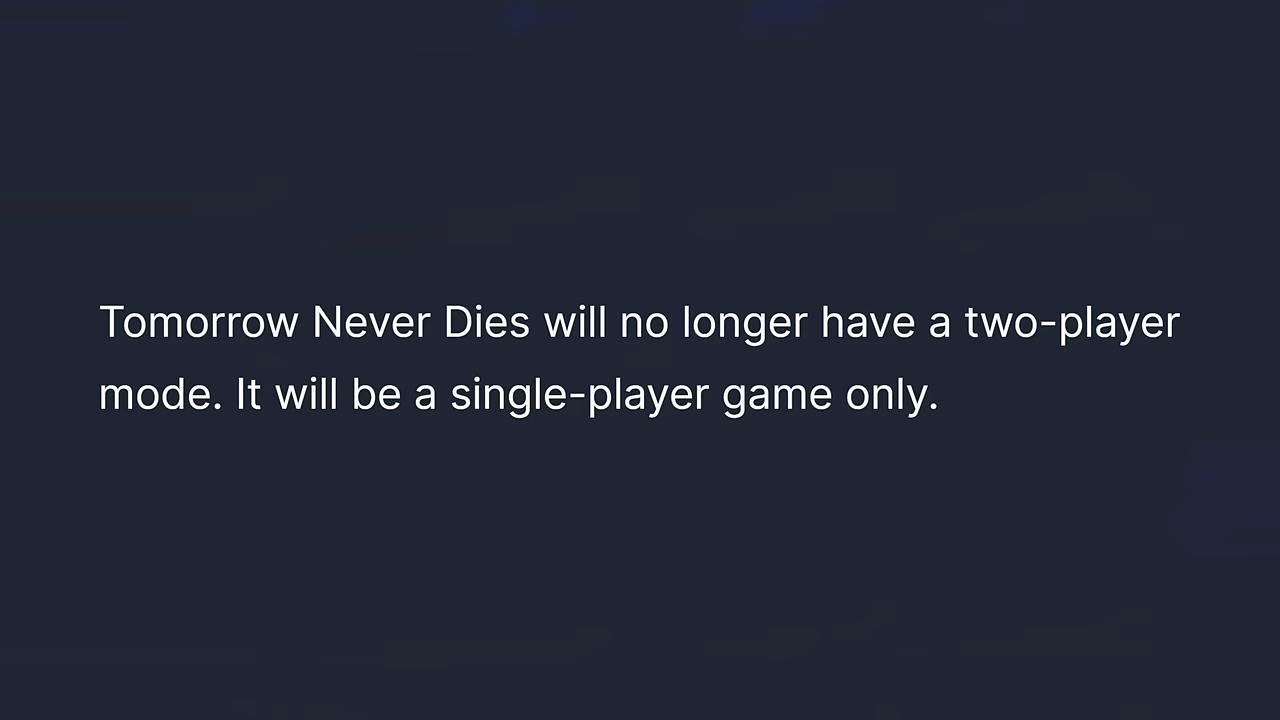 Tomorrow Never Dies will no longer have a two-player
mode. It will be a single-player game only.